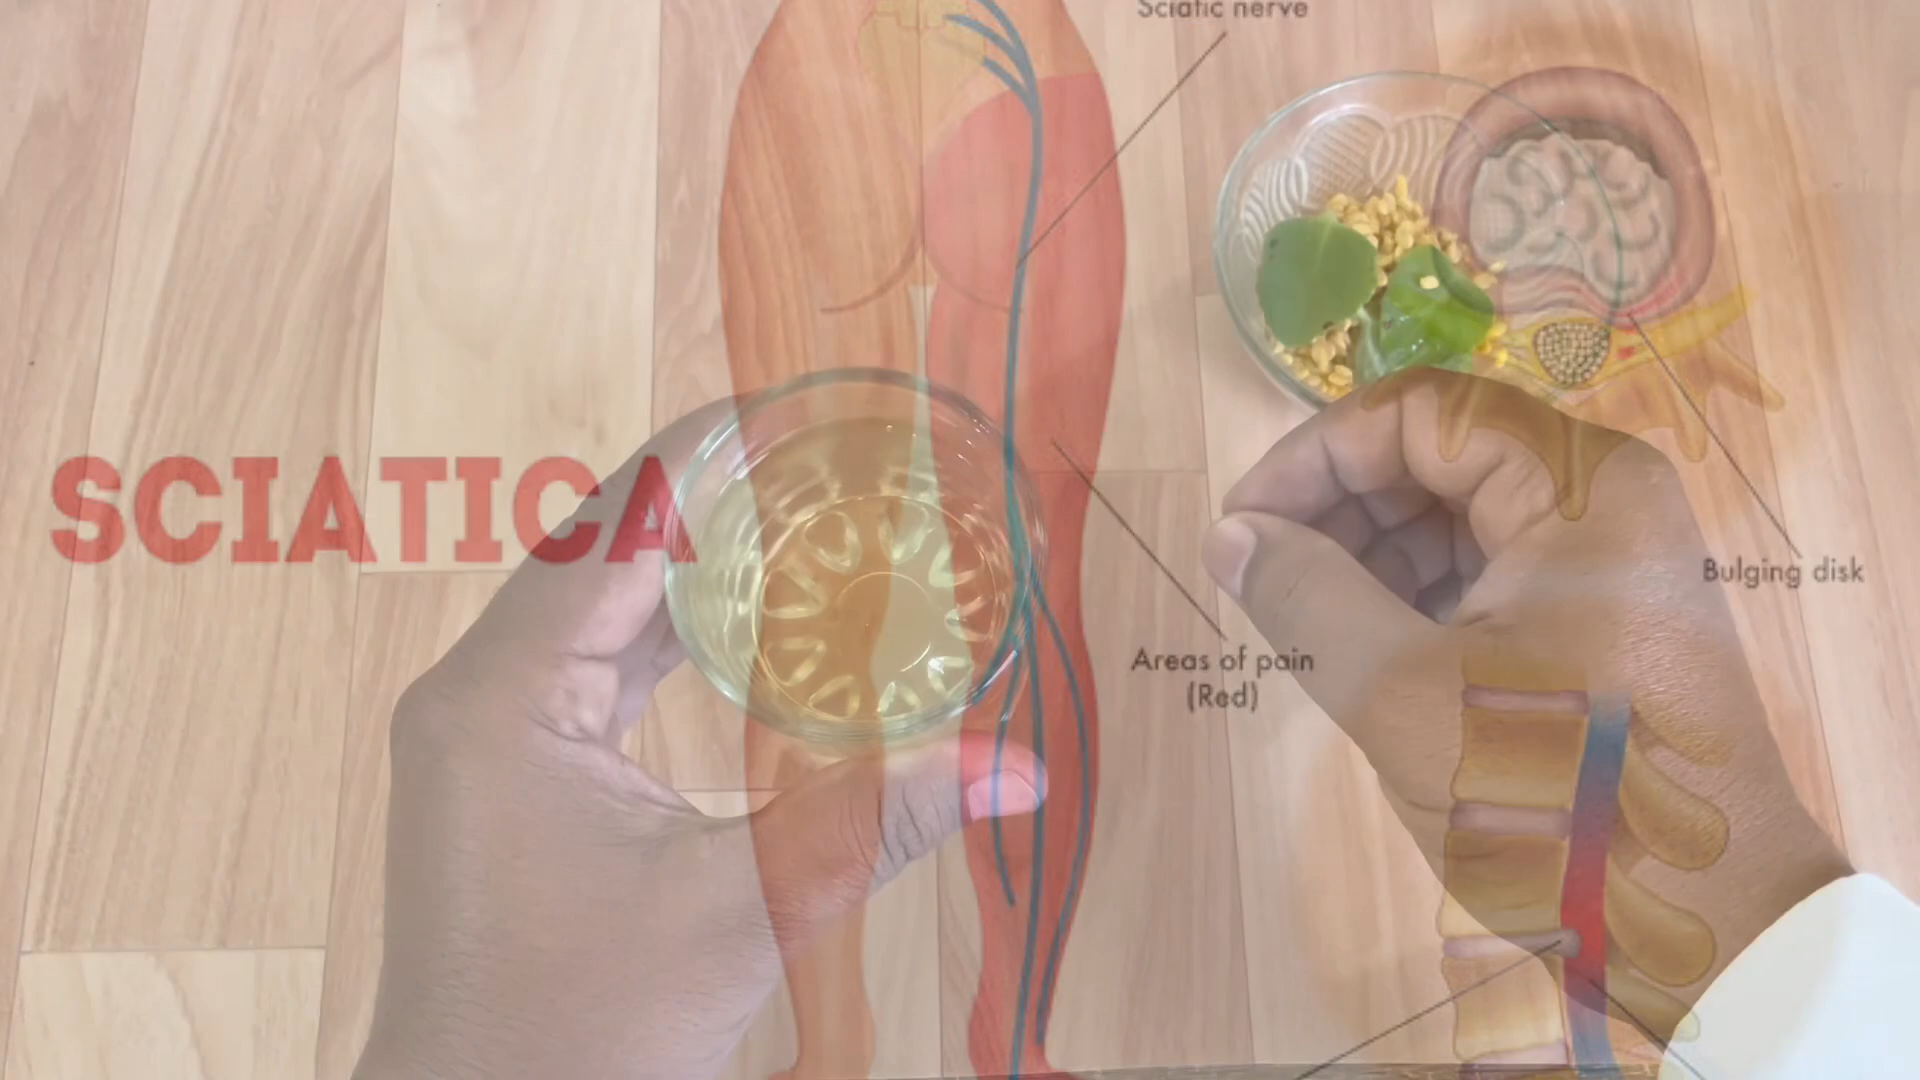 Sciatic nerve
SCIATICA
Bulging disk
Areas of pain
(Red)